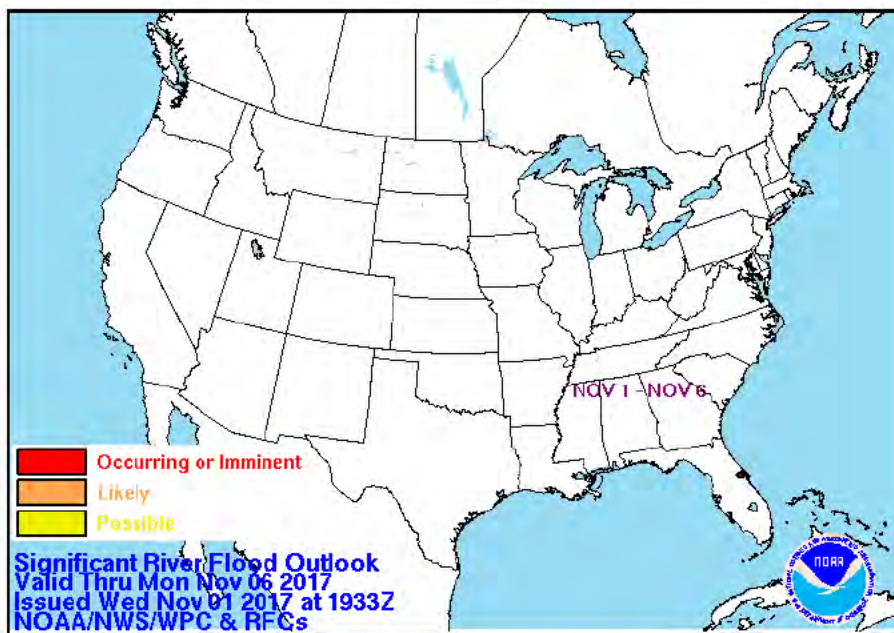 NOV 1 - NOV 6
Occurring or Imminent
Likely
Possible
Significant River Flood Outlook
Valid Thru Mon Nov 06 2017
Issued Wed Nov 01 2017 at 1933Z
NOAA/NWS/WPC & RFCs
NOAA